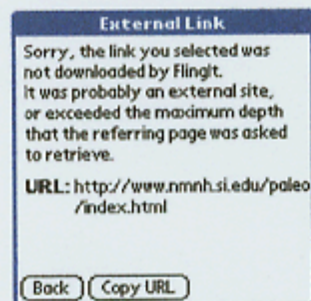 External Link
Sorry, the link you selected was
not downloaded by FlingIt.
It was probably an external site,
or exceeded the maximum depth
that the referring page was asked
to retrieve.
URL: http://www.nmnh.si.edu/paleo
/index.html
Back Copy URL